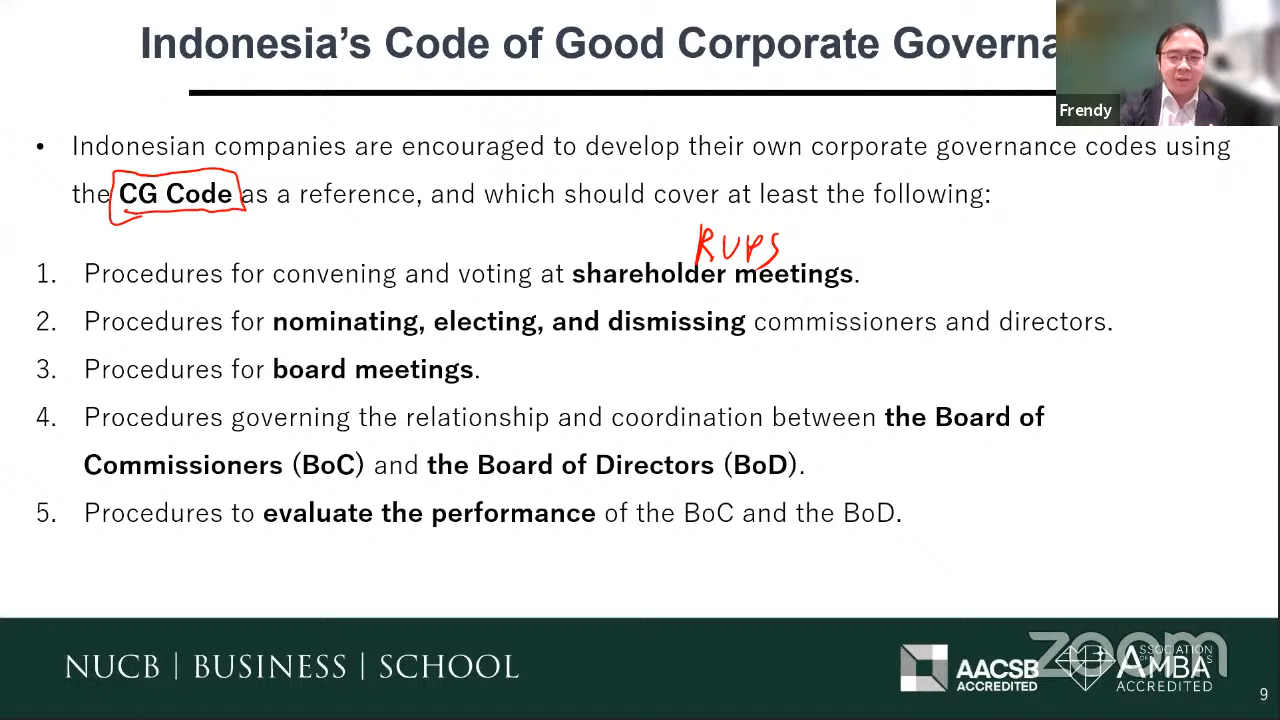 Indonesia's Code of Good Corporate Governa
Frendy
• Indonesian companies are encouraged to develop their own corporate governance codes using
the CG Code as a reference, and which should cover at least the following:
RUPS
1. Procedures for convening and voting at shareholder meetings.
2. Procedures for nominating, electing, and dismissing commissioners and directors.
3. Procedures for board meetings.
4. Procedures governing the relationship and coordination between the Board of
Commissioners (BoC) and the Board of Directors (BoD).
5. Procedures to evaluate the performance of the BoC and the BoD.
NUCB | BUSINESS | SCHOOL
AACSB
ACCREDITED
zoom
ASSOCIATION
AMBA
ACCREDITED
9